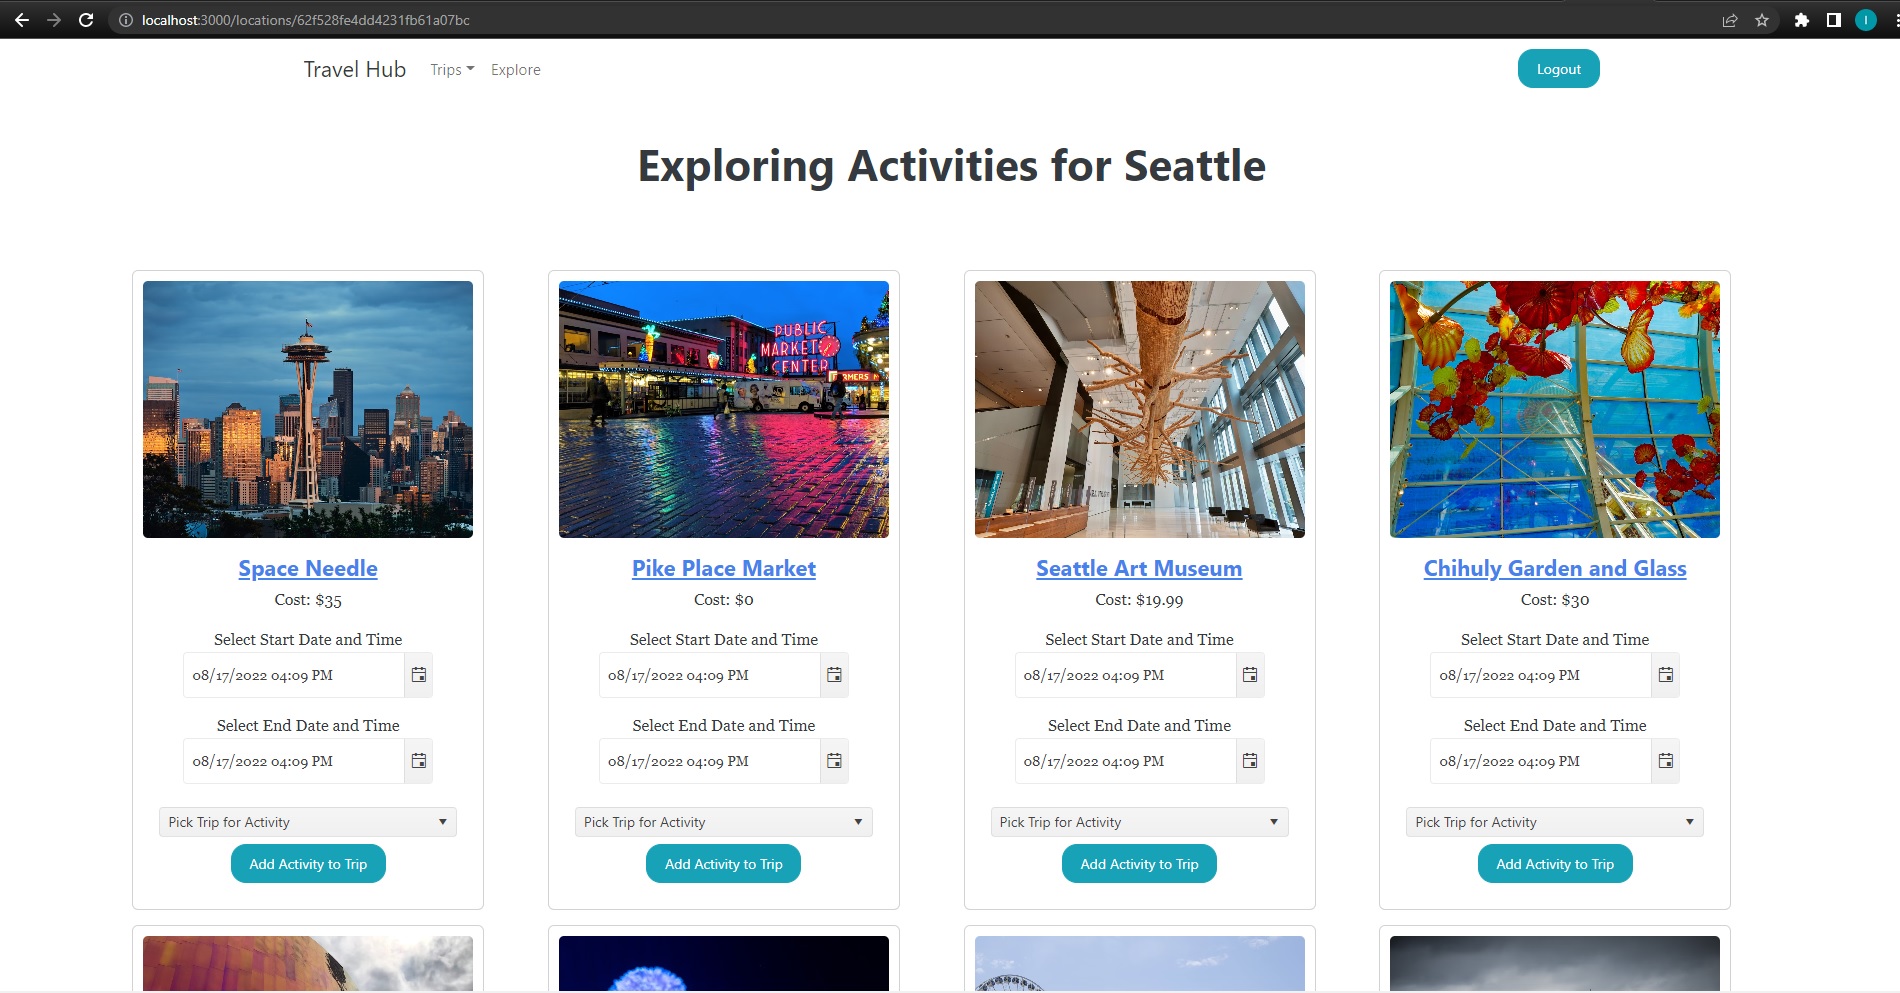 localhost:3000/locations/62f528fe4dd4231fb61a07bc
I
Travel Hub Trips Explore Logout
Exploring Activities for Seattle
PUBLIC
MARKET
CENTER
Space Needle
Cost: $35
Select Start Date and Time
08/17/2022 04:09 PM
Select End Date and Time
08/17/2022 04:09 PM
Pick Trip for Activity
Add Activity to Trip
Pike Place Market
Cost: $0
Select Start Date and Time
08/17/2022 04:09 PM
Select End Date and Time
08/17/2022 04:09 PM
Pick Trip for Activity
Add Activity to Trip
Seattle Art Museum
Cost: $19.99
Select Start Date and Time
08/17/2022 04:09 PM
Select End Date and Time
08/17/2022 04:09 PM
Pick Trip for Activity
Add Activity to Trip
Chihuly Garden and Glass
Cost: $30
Select Start Date and Time
08/17/2022 04:09 PM
Select End Date and Time
08/17/2022 04:09 PM
Pick Trip for Activity
Add Activity to Trip